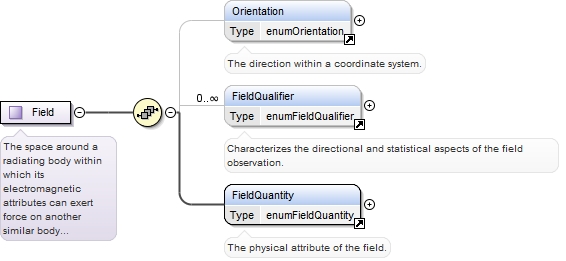 Orientation
Type enumOrientation
The direction within a coordinate system.
0..∞
FieldQualifier
Type enumFieldQualifier
Characterizes the directional and statistical aspects of the field
observation.
Field
The space around a
radiating body within
which its
electromagnetic
attributes can exert
force on another
similar body...
FieldQuantity
Type enumFieldQuantity
The physical attribute of the field.